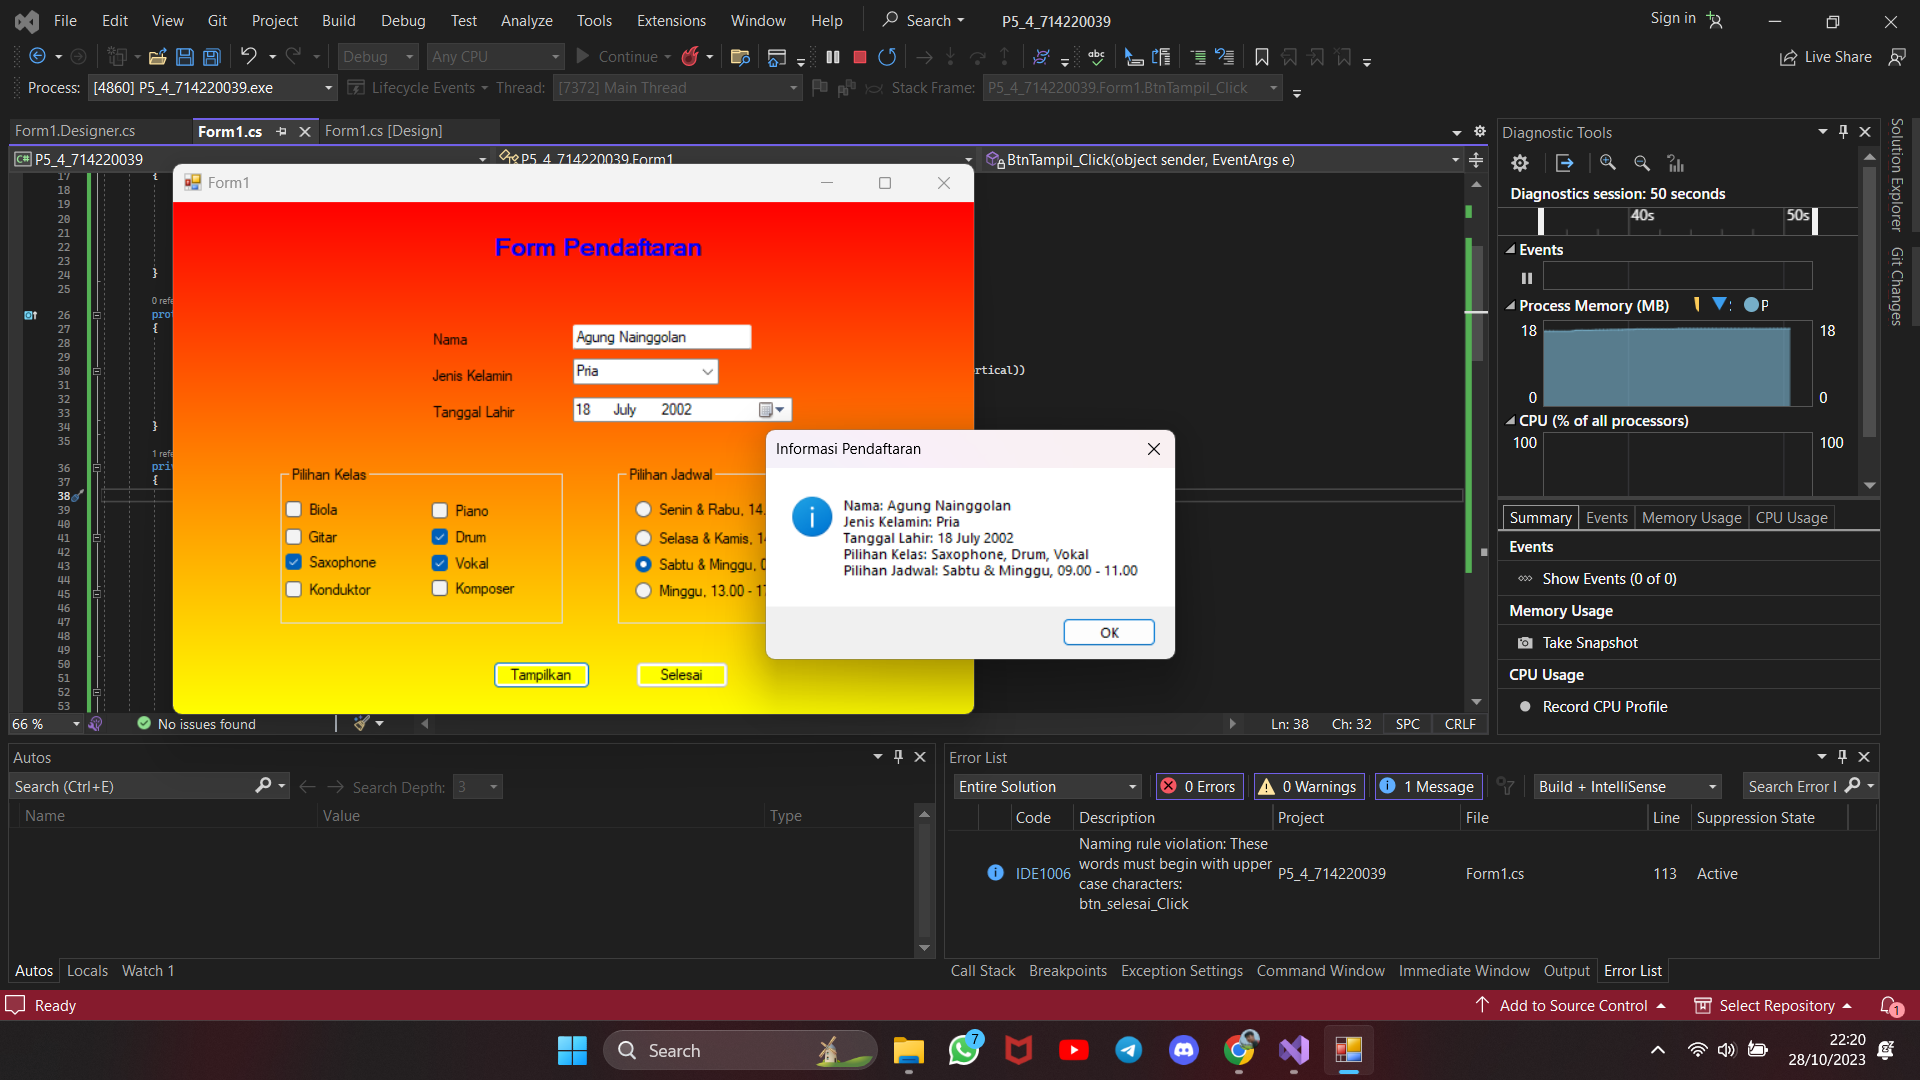 File Edit View Git Project Build Debug Test Analyze Tools Extensions Window Help Search P5_4_714220039 Sign in
Debug Any CPU Continue Live Share
Process: [4860] P5_4_714220039.exe Lifecycle Events Thread: [7372] Main Thread Stack Frame: P5_4_714220039.Form1.BtnTampil_Click
Form1.Designer.cs Form1.cs Form1.cs [Design]
C# P5_4_714220039 P5_4_714220039.Form1 BtnTampil_Click(object sender, EventArgs e)
17 {
18
19
20
21
22
23
24 }
25
0 refe
26 prot
27 {
28
29
30 rtical))
31
32
33
34 }
35
1 refe
36 priv
37 {
38
39
40
41
42
43
44
45
46
47
48
49
50
51
52
53
Form1
Form Pendaftaran
Nama Agung Nainggolan
Jenis Kelamin Pria
Tanggal Lahir 18 July 2002
Pilihan Kelas
Biola Piano
Gitar Drum
Saxophone Vokal
Konduktor Komposer
Pilihan Jadwal
Senin & Rabu, 14.
Selasa & Kamis, 1
Sabtu & Minggu, 0
Minggu, 13.00 - 1
Tampilkan Selesai
Informasi Pendaftaran
Nama: Agung Nainggolan
Jenis Kelamin: Pria
Tanggal Lahir: 18 July 2002
Pilihan Kelas: Saxophone, Drum, Vokal
Pilihan Jadwal: Sabtu & Minggu, 09.00 - 11.00
OK
66 % No issues found Ln: 38 Ch: 32 SPC CRLF
Diagnostic Tools
Diagnostics session: 50 seconds
40s 50s
Events
Process Memory (MB) P
18 18
0 0
CPU (% of all processors)
100 100
Summary Events Memory Usage CPU Usage
Events
Show Events (0 of 0)
Memory Usage
Take Snapshot
CPU Usage
Record CPU Profile
Solution Explorer
Git Changes
Autos
Search (Ctrl+E) Search Depth: 3
Name Value Type
Autos Locals Watch 1
Error List
Entire Solution 0 Errors 0 Warnings 1 Message Build + IntelliSense Search Error
Code Description Project File Line Suppression State
IDE1006 Naming rule violation: These words must begin with upper case characters: btn_selesai_Click P5_4_714220039 Form1.cs 113 Active
Call Stack Breakpoints Exception Settings Command Window Immediate Window Output Error List
Ready Add to Source Control Select Repository 1
Search 7 22:20
28/10/2023